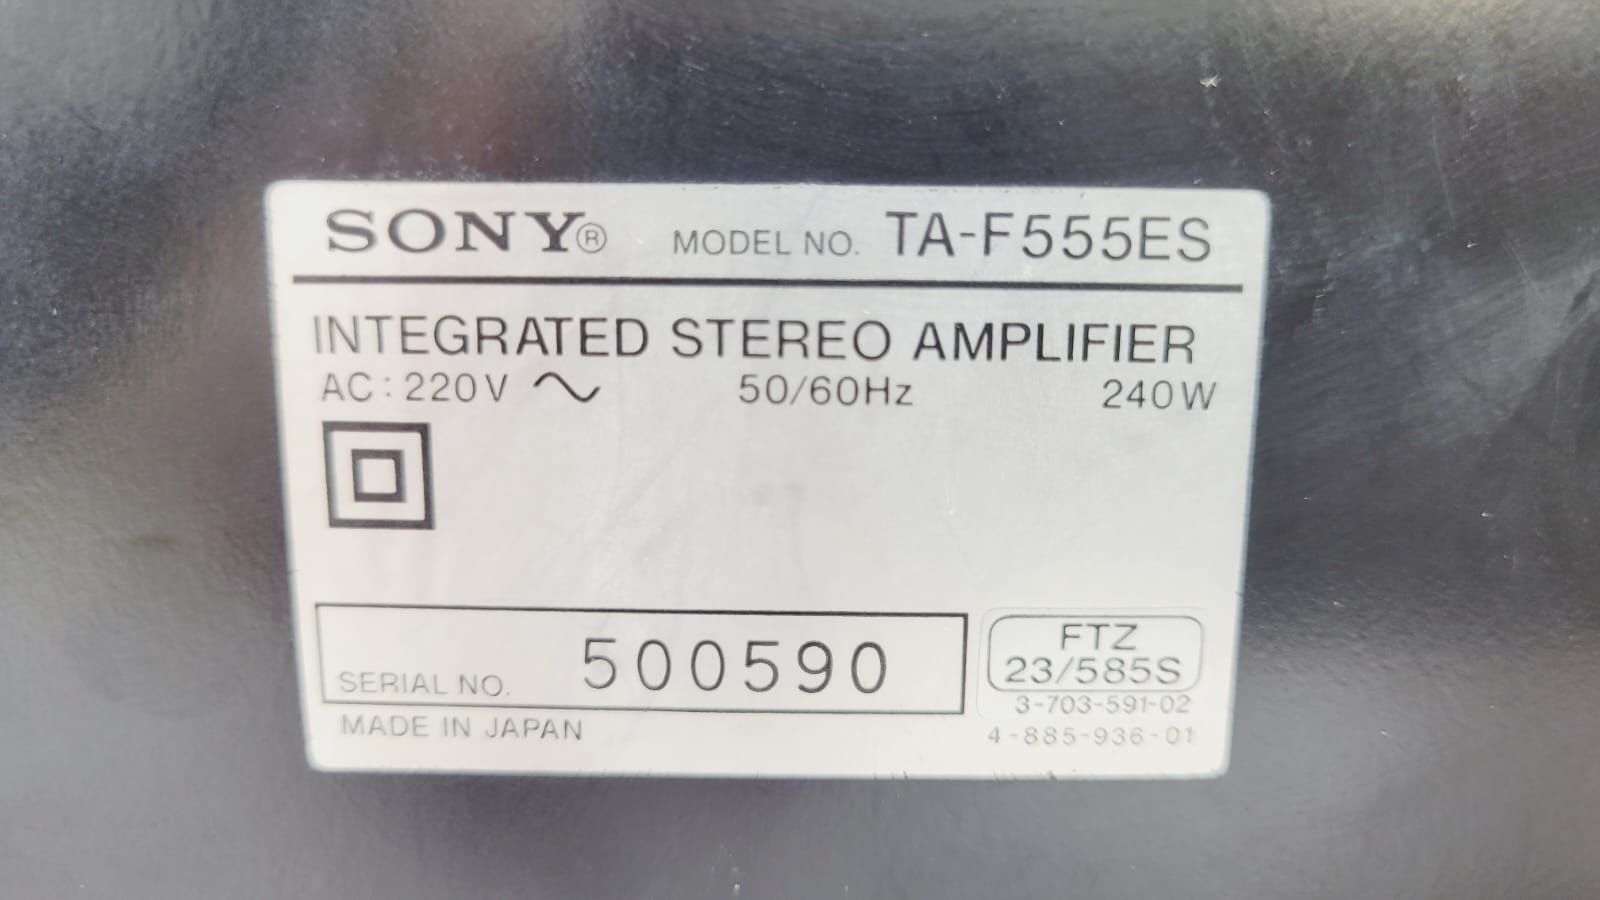 SONY® MODEL NO. TA-F555ES
INTEGRATED STEREO AMPLIFIER
AC: 220V ~ 50/60Hz 240W
SERIAL NO. 500590
FTZ
23/585S
3-703-591-02
MADE IN JAPAN
4-885-936-01